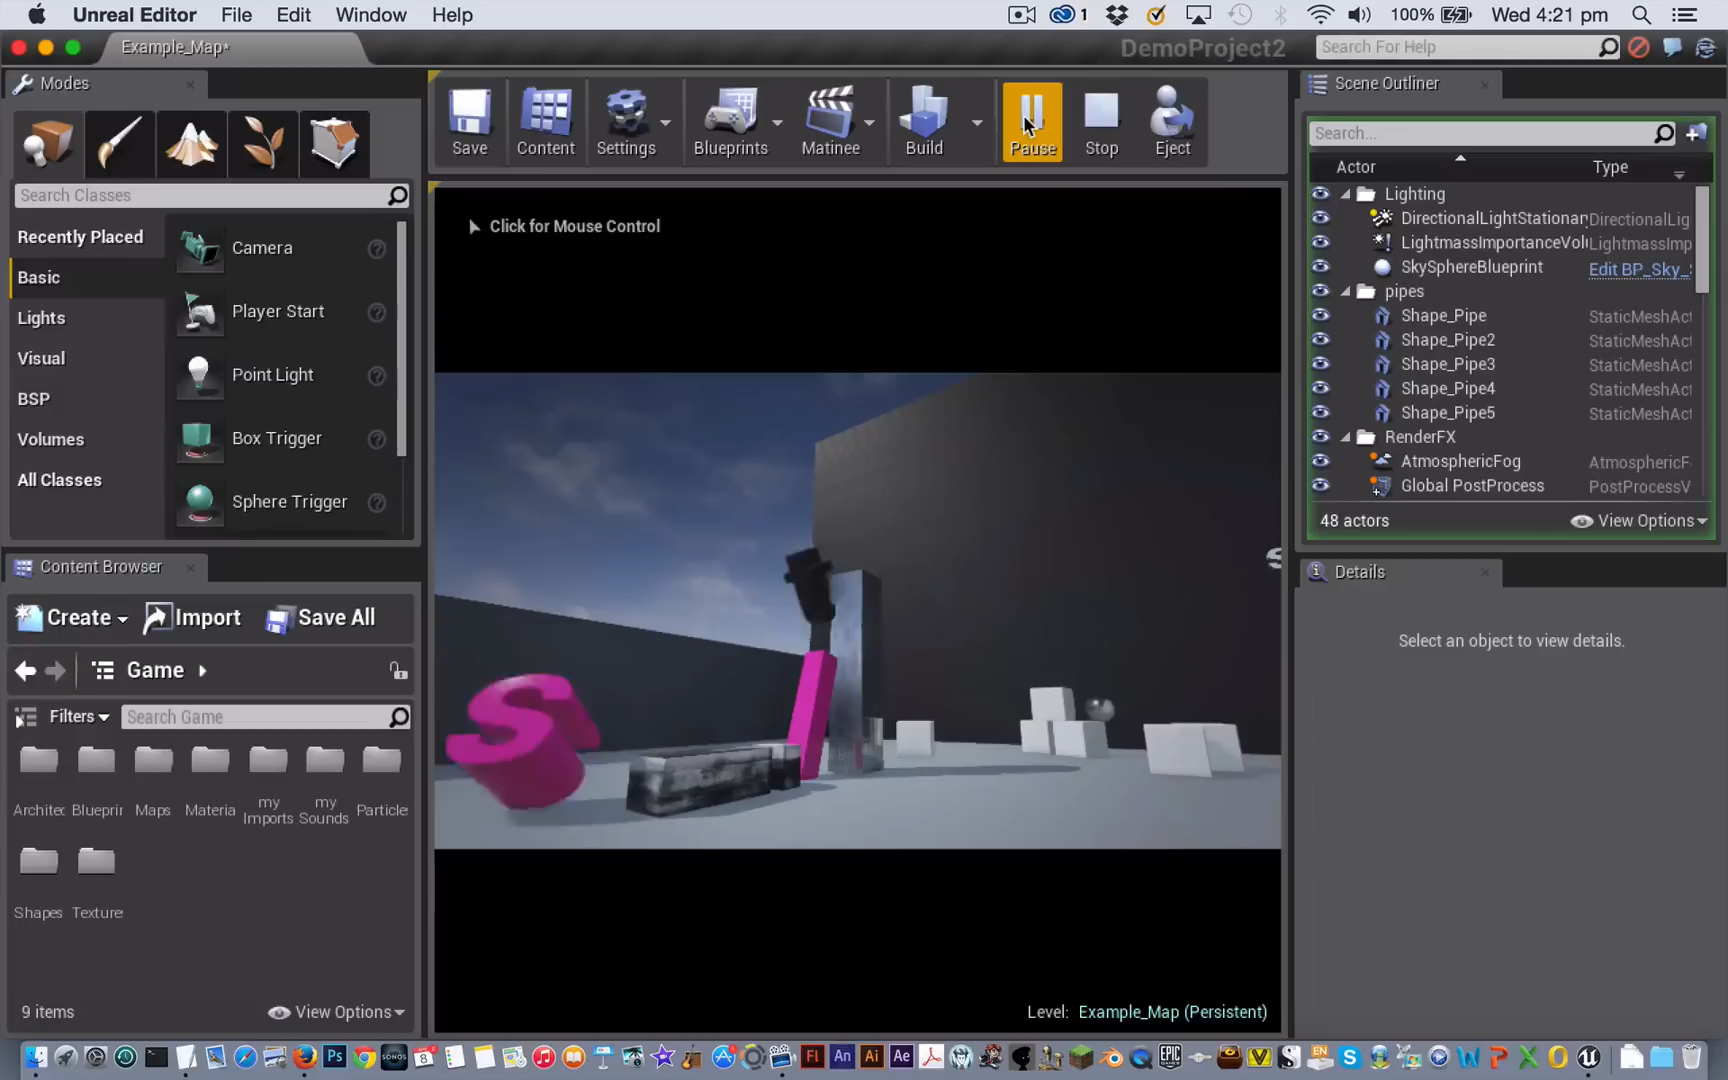 Unreal Editor File Edit Window Help
1 100% Wed 4:21 pm
Example_Map*
DemoProject2
Search For Help
Modes
Save
Content
Settings
Blueprints
Matinee
Build
Pause
Stop
Eject
Scene Outliner
Search...
Actor Type
Search Classes
Recently Placed
Basic
Lights
Visual
BSP
Volumes
All Classes
Camera
Player Start
Point Light
Box Trigger
Sphere Trigger
Click for Mouse Control
S
Lighting
DirectionalLightStationar DirectionalLig
LightmassImportanceVolu LightmassImp
SkySphereBlueprint Edit BP_Sky_S
pipes
Shape_Pipe StaticMeshAct
Shape_Pipe2 StaticMeshAct
Shape_Pipe3 StaticMeshAct
Shape_Pipe4 StaticMeshAct
Shape_Pipe5 StaticMeshAct
RenderFX
AtmosphericFog AtmosphericF
Global PostProcess PostProcessV
48 actors View Options
Details
Select an object to view details.
Content Browser
Create Import Save All
Game
Filters Search Game
Architec Blueprin Maps Materia my Imports my Sounds Particle
Shapes Texture
9 items View Options
Level: Example_Map (Persistent)